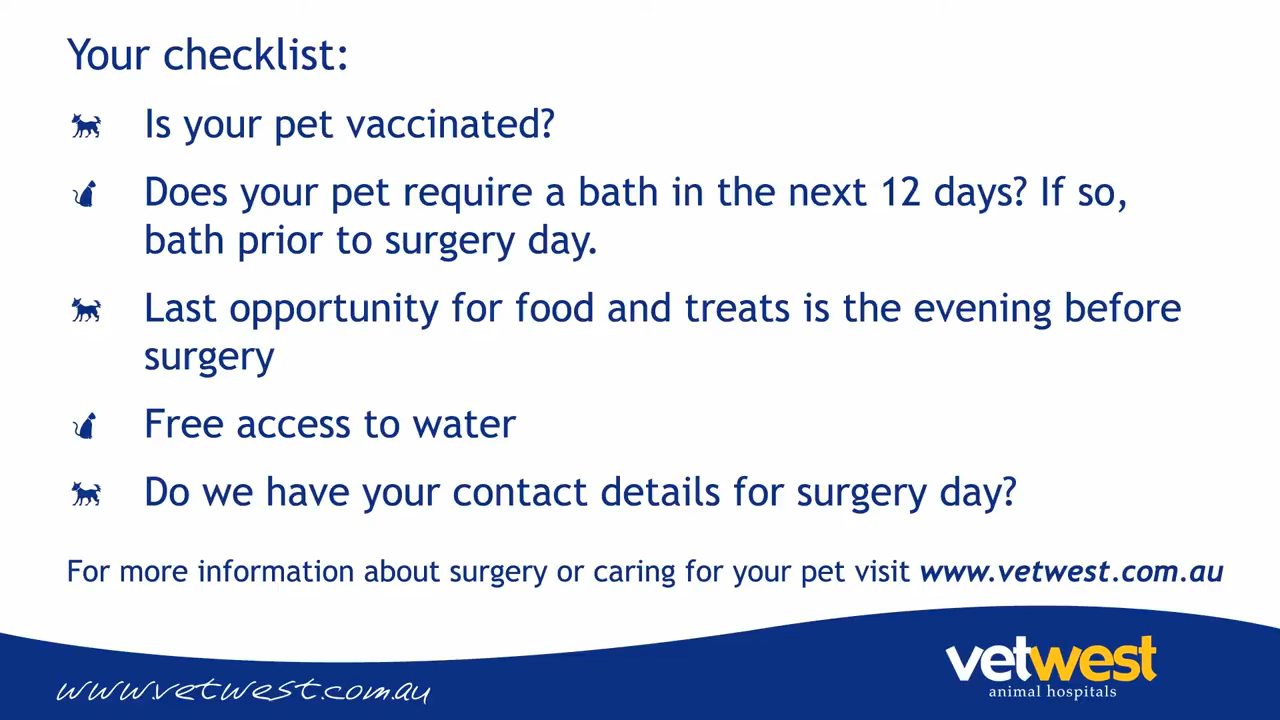 Your checklist:
Is your pet vaccinated?
Does your pet require a bath in the next 12 days? If so,
bath prior to surgery day.
Last opportunity for food and treats is the evening before
surgery
Free access to water
Do we have your contact details for surgery day?
For more information about surgery or caring for your pet visit www.vetwest.com.au
vetwest
animal hospitals
www.vetwest.com.au